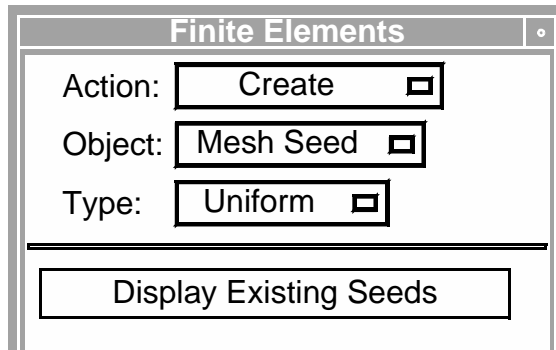 Finite Elements
Action: Create
Object: Mesh Seed
Type: Uniform
Display Existing Seeds